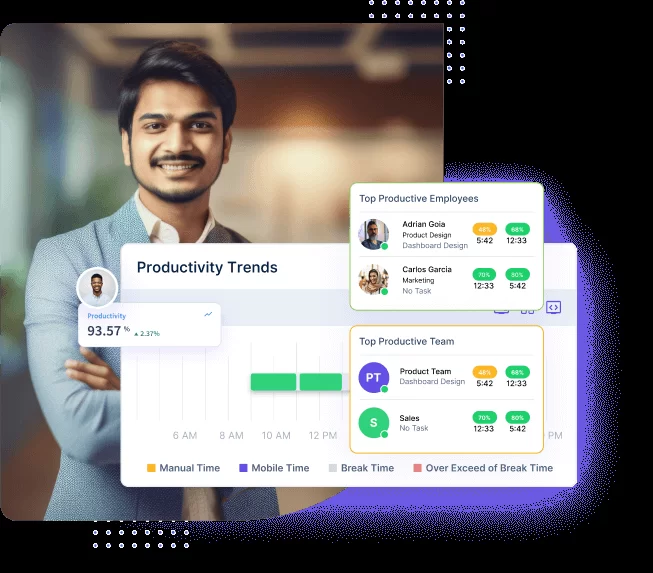 Top Productive Employees
Adrian Goia
Product Design
Dashboard Design
48%
5:42
68%
12:33
Carlos Garcia
Marketing
No Task
70%
12:33
80%
5:42
Productivity Trends
Productivity
93.57 %
▲ 2.37%
Top Productive Team
PT
Product Team
Dashboard Design
48%
5:42
68%
12:33
S
Sales
No Task
70%
12:33
80%
5:42
6 AM
8 AM
10 AM
12 PM
PM
Manual Time
Mobile Time
Break Time
Over Exceed of Break Time